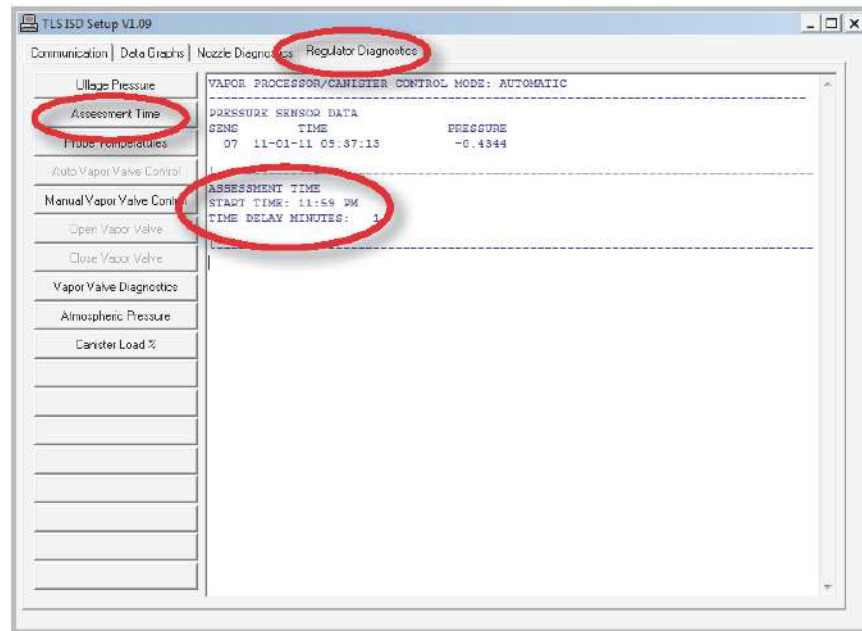 TLS ISD Setup V1.09
Communication Data Graphs Nozzle Diagnostics Regulator Diagnostics
Ullage Pressure
Assessment Time
Probe Temperatures
Auto Vapor Valve Control
Manual Vapor Valve Control
Open Vapor Valve
Close Vapor Valve
Vapor Valve Diagnostics
Atmospheric Pressure
Canister Load %
VAPOR PROCESSOR/CANISTER CONTROL MODE: AUTOMATIC
PRESSURE SENSOR DATA
SENS TIME PRESSURE
07 11-01-11 09:37:13 -0.4344
ASSESSMENT TIME
START TIME: 11:59 PM
TIME DELAY MINUTES: 1